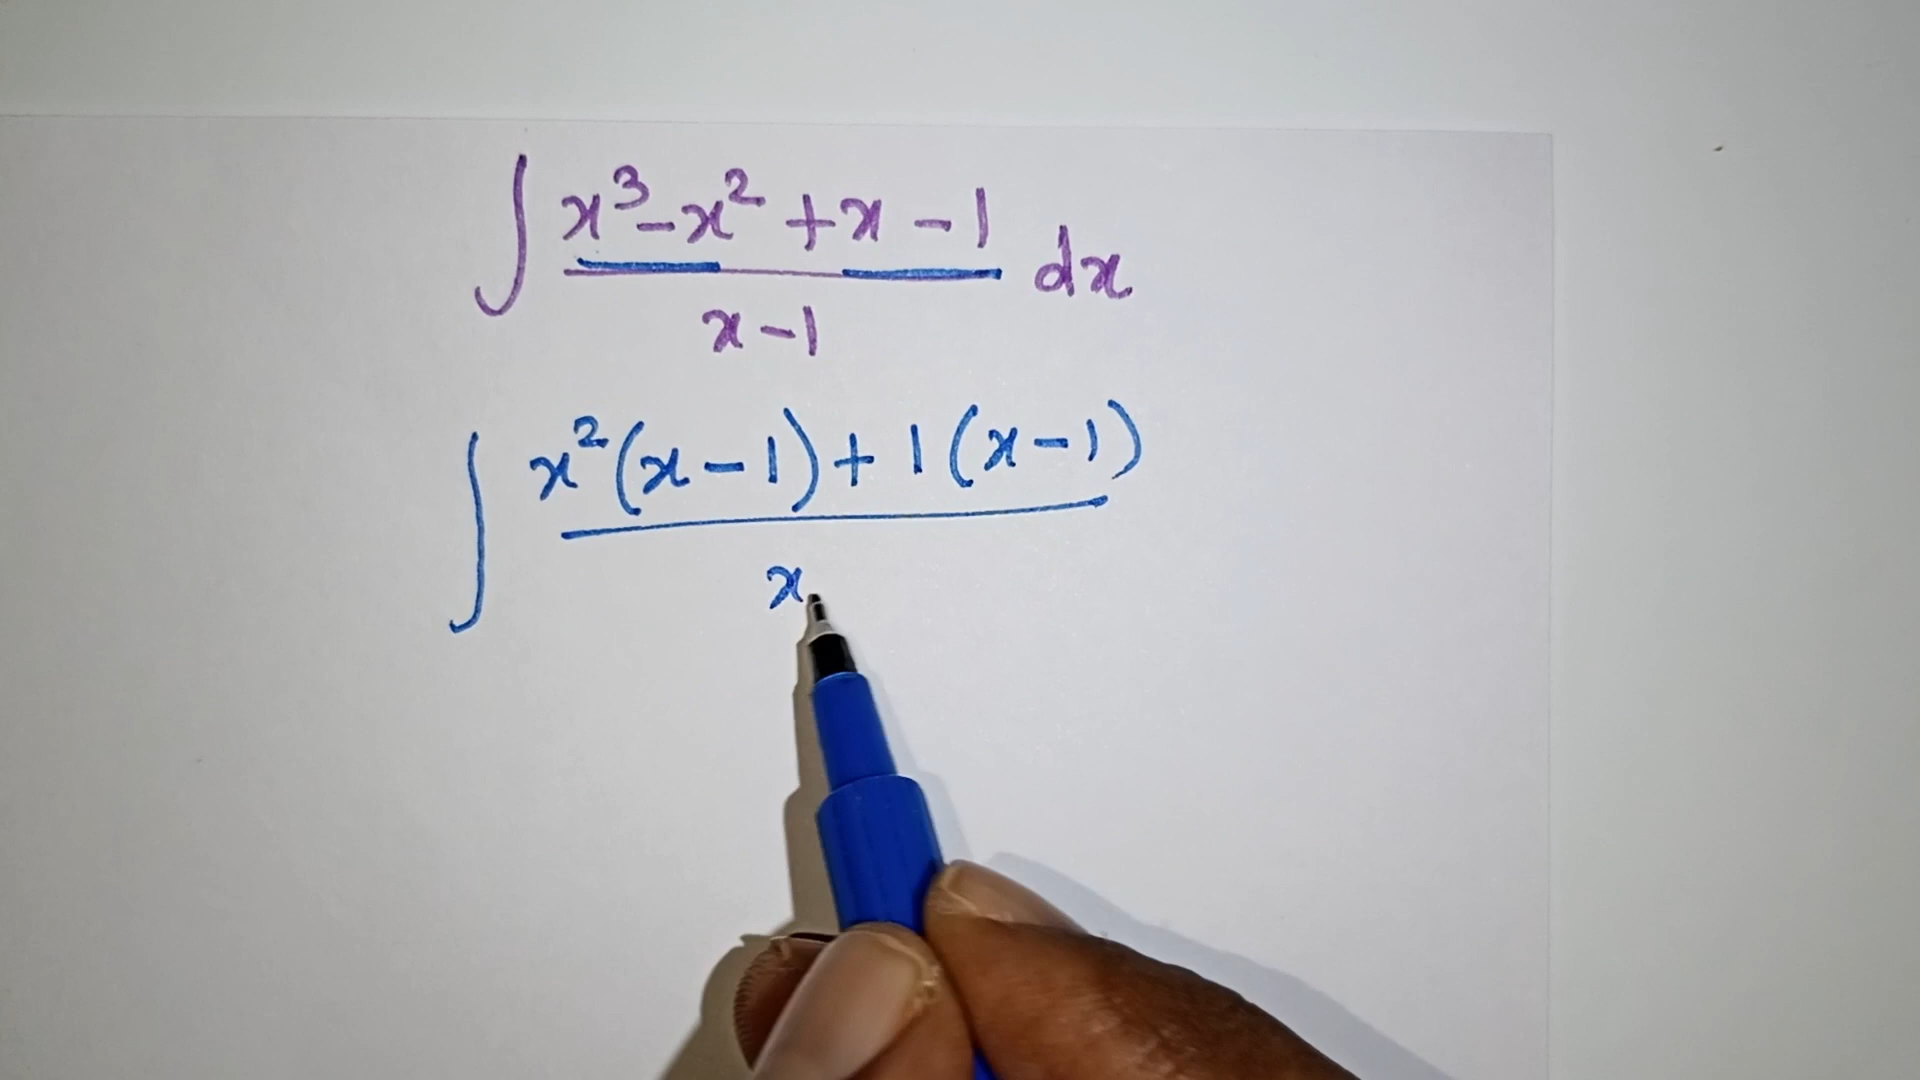 ∫ x³ - x² + x - 1 / x - 1 dx
∫ x²(x - 1) + 1(x - 1) / x